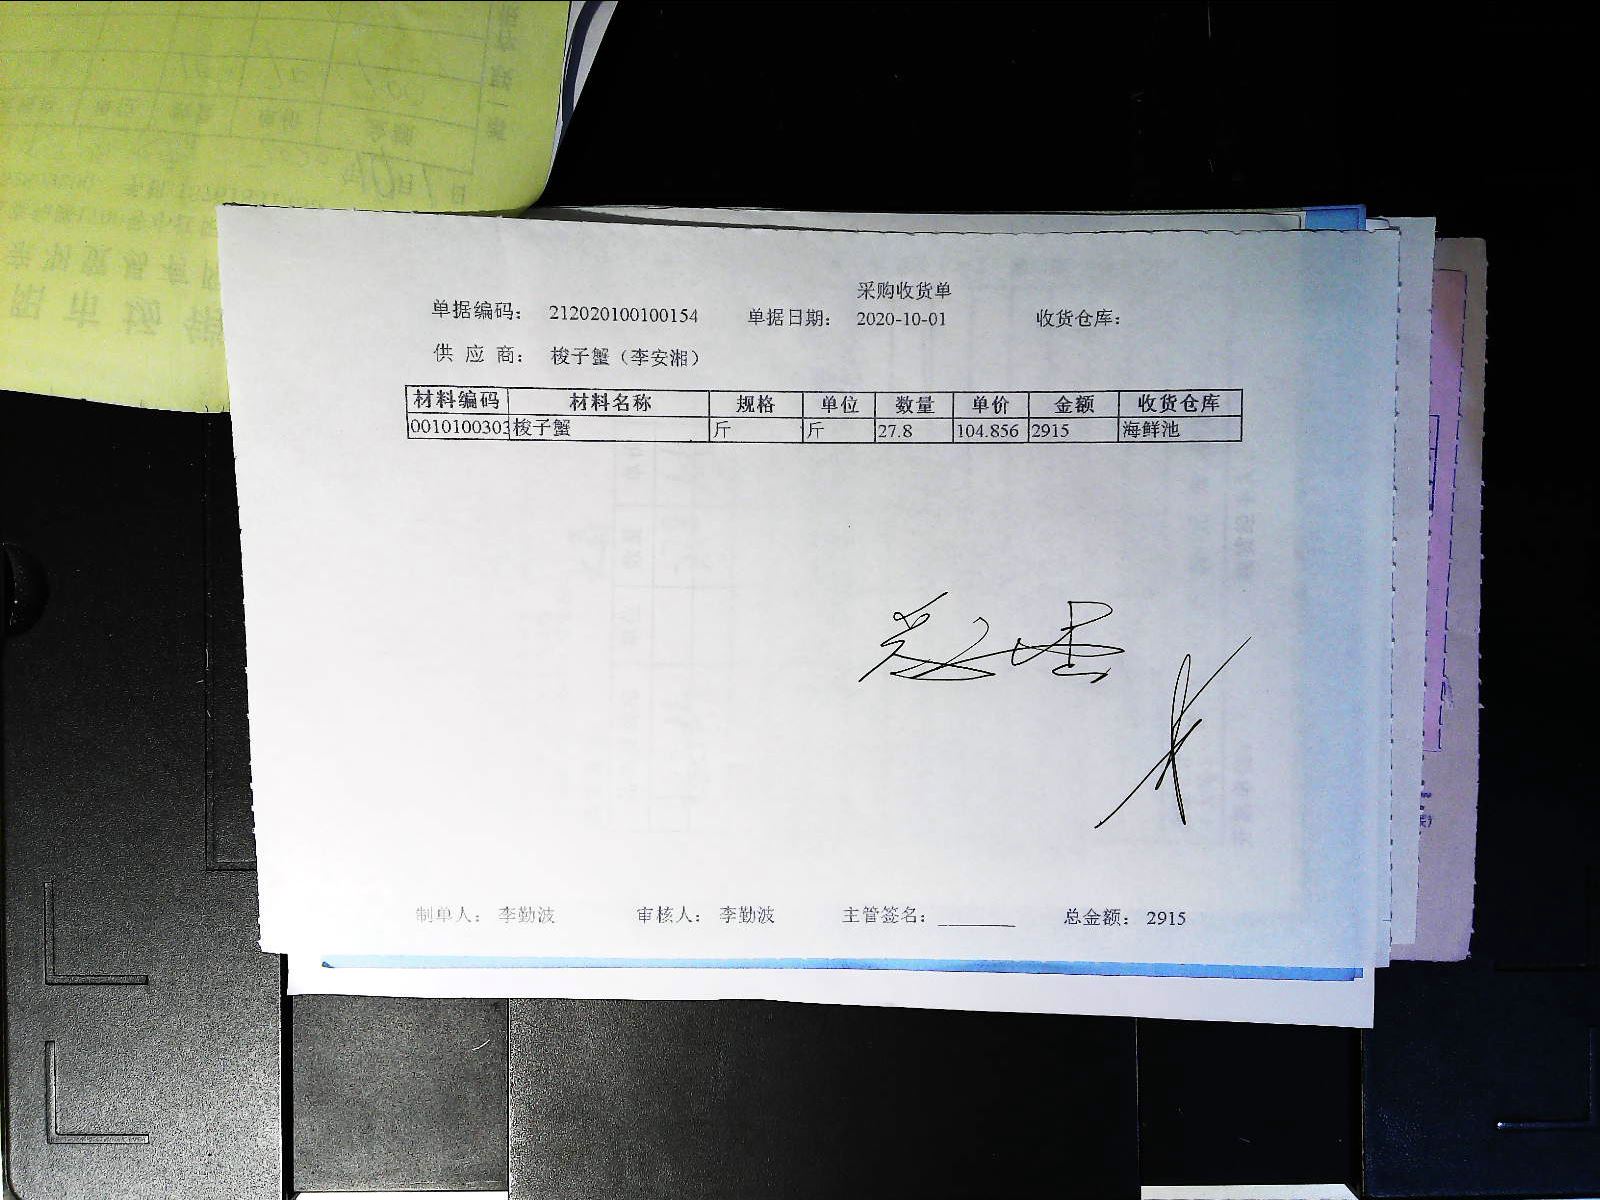 采购收货单
单据编码： 212020100100154 单据日期： 2020-10-01 收货仓库：
供 应 商： 梭子蟹（李安湘）
材料编码 材料名称 规格 单位 数量 单价 金额 收货仓库
0010100303 梭子蟹 斤 斤 27.8 104.856 2915 海鲜池
制单人： 李勤波 审核人： 李勤波 主管签名： 总金额： 2915